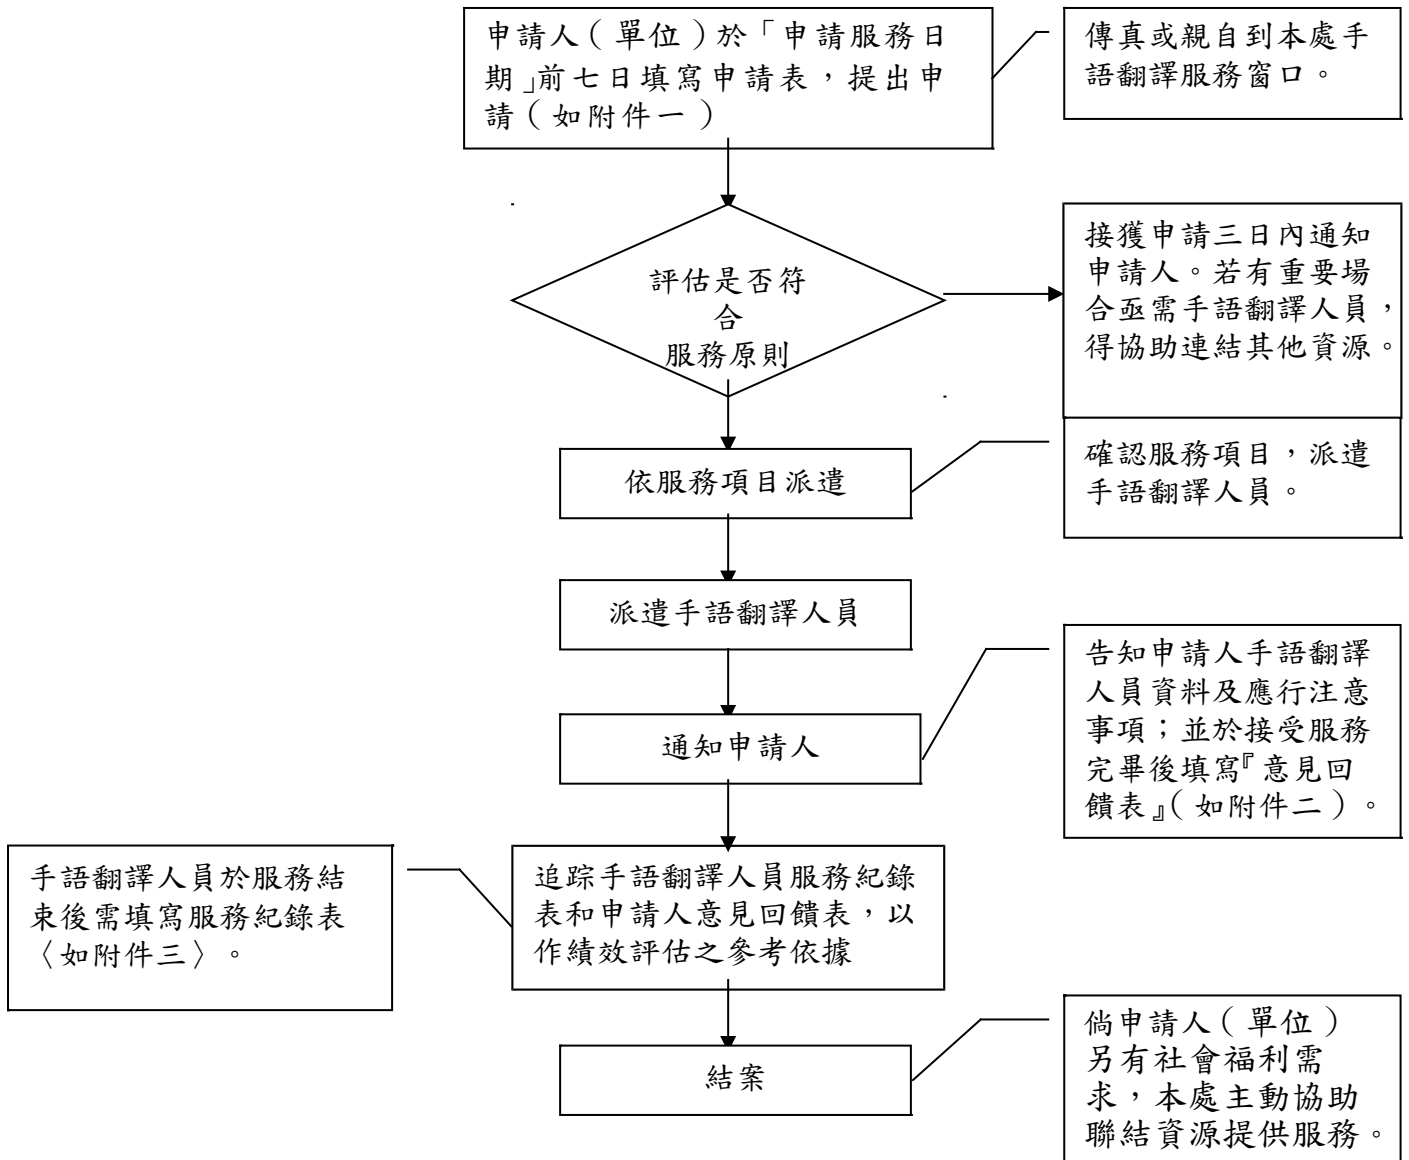 申請人（單位）於「申請服務日
期」前七日填寫申請表，提出申
請（如附件一）
傳真或親自到本處手
語翻譯服務窗口。
評估是否符
合
服務原則
接獲申請三日內通知
申請人。若有重要場
合亟需手語翻譯人員，
得協助連結其他資源。
依服務項目派遣
確認服務項目，派遣
手語翻譯人員。
派遣手語翻譯人員
通知申請人
告知申請人手語翻譯
人員資料及應行注意
事項；並於接受服務
完畢後填寫『意見回
饋表』（如附件二）。
手語翻譯人員於服務結
束後需填寫服務紀錄表
〈如附件三〉。
追踪手語翻譯人員服務紀錄
表和申請人意見回饋表，以
作績效評估之參考依據
結案
倘申請人（單位）
另有社會福利需
求，本處主動協助
聯結資源提供服務。